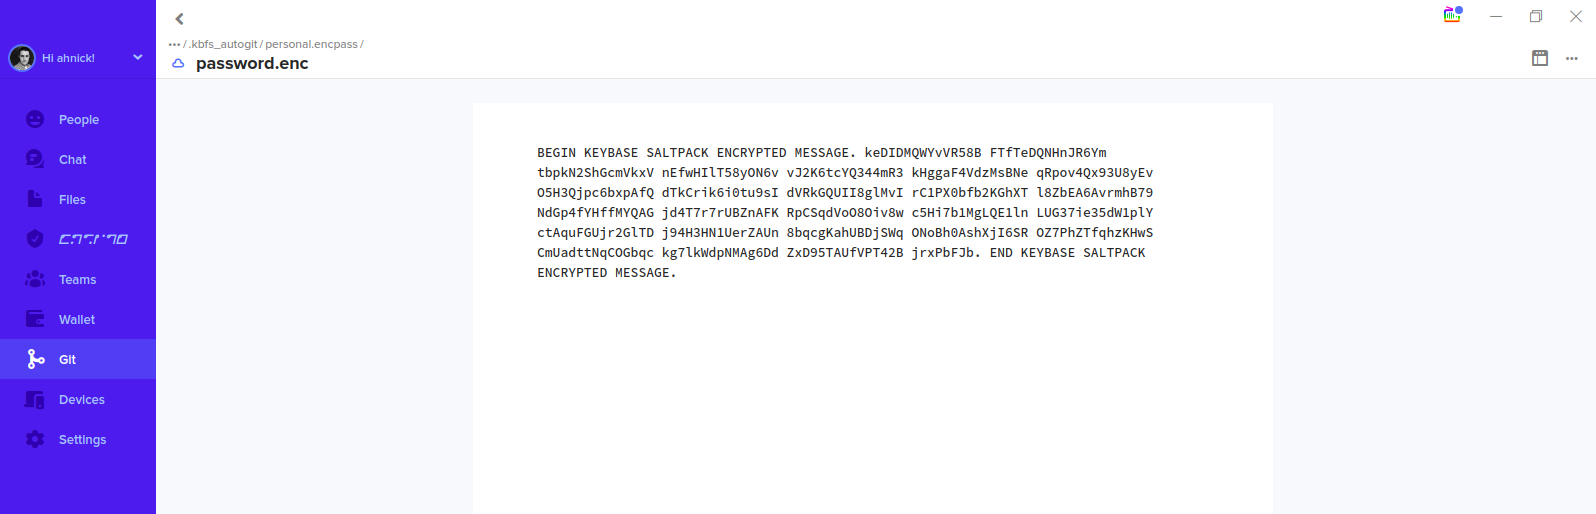 Hi ahnick!
People
Chat
Files
Teams
Wallet
Git
Devices
Settings
••• / .kbfs_autogit / personal.encpass /
password.enc
BEGIN KEYBASE SALTPACK ENCRYPTED MESSAGE. keDIDMQWYvVR58B FTfTeDQNHnJR6Ym
tbpkN2ShGcmVkxV nEfwHIlT58yON6v vJ2K6tcYQ344mR3 kHggaF4VdzMsBNe qRpov4Qx93U8yEv
O5H3Qjpc6bxpAfQ dTkCrik6i0tu9sI dVRkGQUII8glMvI rC1PX0bfb2KGhXT l8ZbEA6AvrmhB79
NdGp4fYHffMYQAG jd4T7r7rUBZnAFK RpCSqdVoO8Oiv8w c5Hi7b1MgLQE1ln LUG37ie35dW1plY
ctAquFGUjr2GlTD j94H3HN1UerZAUn 8bqcgKahUBDjSWq ONoBh0AshXjI6SR OZ7PhZTfqhzKHwS
CmUadttNqCOGbqc kg7lkWdpNMAg6Dd ZxD95TAUfVPT42B jrxPbFJb. END KEYBASE SALTPACK
ENCRYPTED MESSAGE.